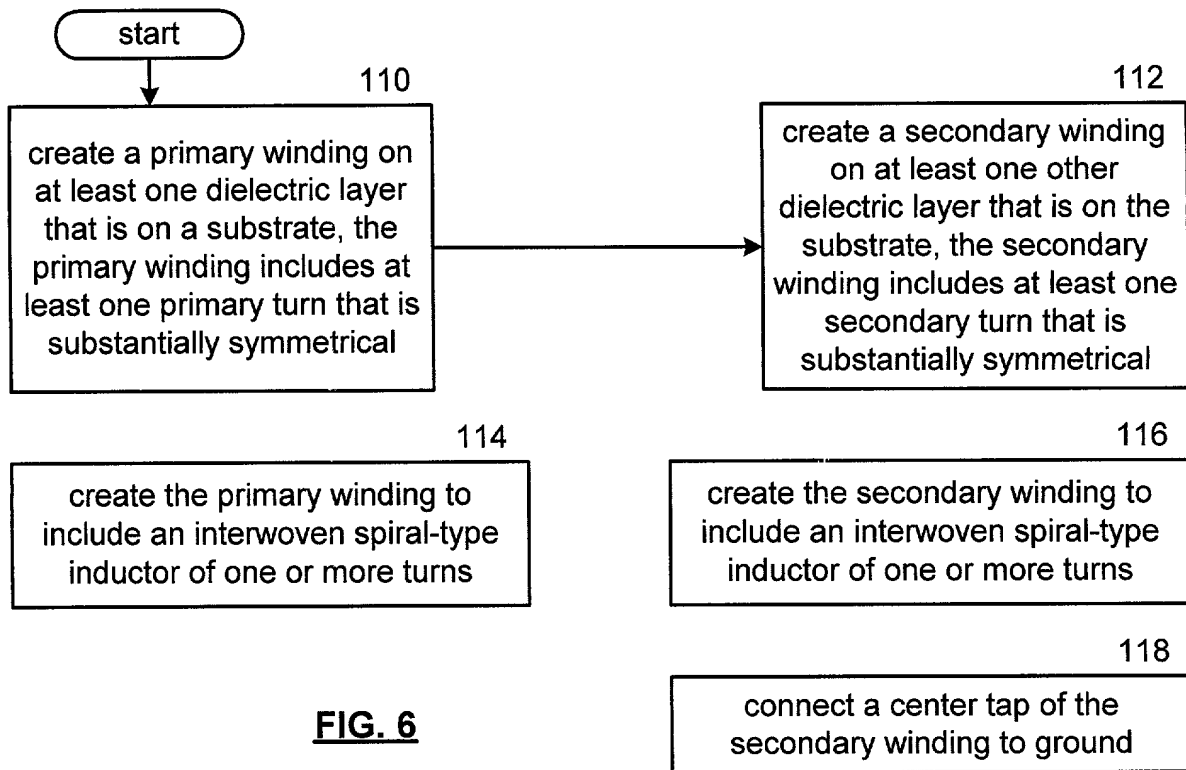 start
110
create a primary winding on
at least one dielectric layer
that is on a substrate, the
primary winding includes at
least one primary turn that is
substantially symmetrical
112
create a secondary winding
on at least one other
dielectric layer that is on the
substrate, the secondary
winding includes at least one
secondary turn that is
substantially symmetrical
114
create the primary winding to
include an interwoven spiral-type
inductor of one or more turns
116
create the secondary winding to
include an interwoven spiral-type
inductor of one or more turns
118
connect a center tap of the
secondary winding to ground
FIG. 6